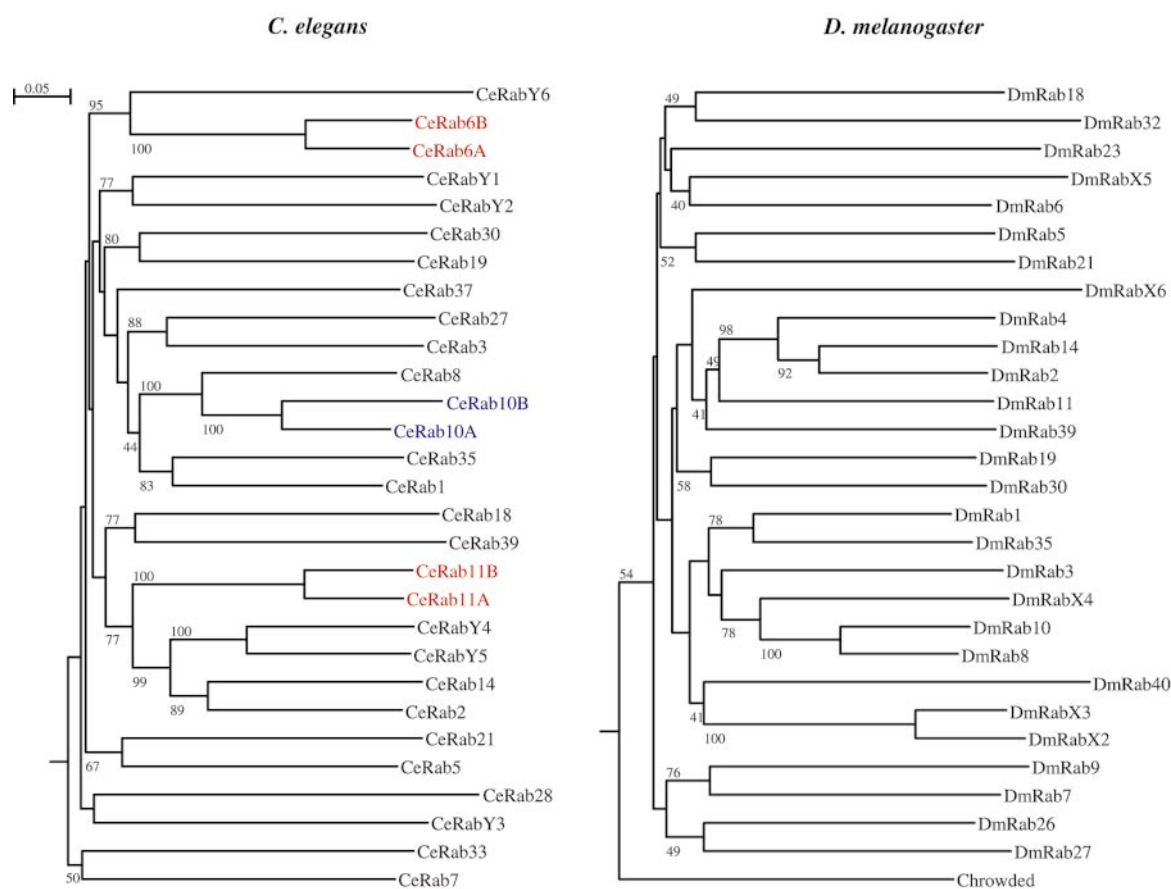 C. elegans
D. melanogaster
0.05
95
CeRabY6
CeRab6B
100
CeRab6A
77
CeRabY1
CeRabY2
80
CeRab30
CeRab19
CeRab37
88
CeRab27
CeRab3
100
CeRab8
CeRab10B
100
CeRab10A
44
CeRab35
83
CeRab1
77
CeRab18
CeRab39
100
CeRab11B
CeRab11A
77
100
CeRabY4
CeRabY5
99
CeRab14
89
CeRab2
CeRab21
67
CeRab5
CeRab28
CeRabY3
CeRab33
50
CeRab7
49
DmRab18
DmRab32
DmRab23
DmRabX5
40
DmRab6
DmRab5
52
DmRab21
DmRabX6
98
DmRab4
DmRab14
49
92
DmRab2
DmRab11
41
DmRab39
DmRab19
58
DmRab30
78
DmRab1
DmRab35
54
DmRab3
DmRabX4
78
DmRab10
100
DmRab8
DmRab40
41
DmRabX3
100
DmRabX2
76
DmRab9
DmRab7
DmRab26
49
DmRab27
Chrowded